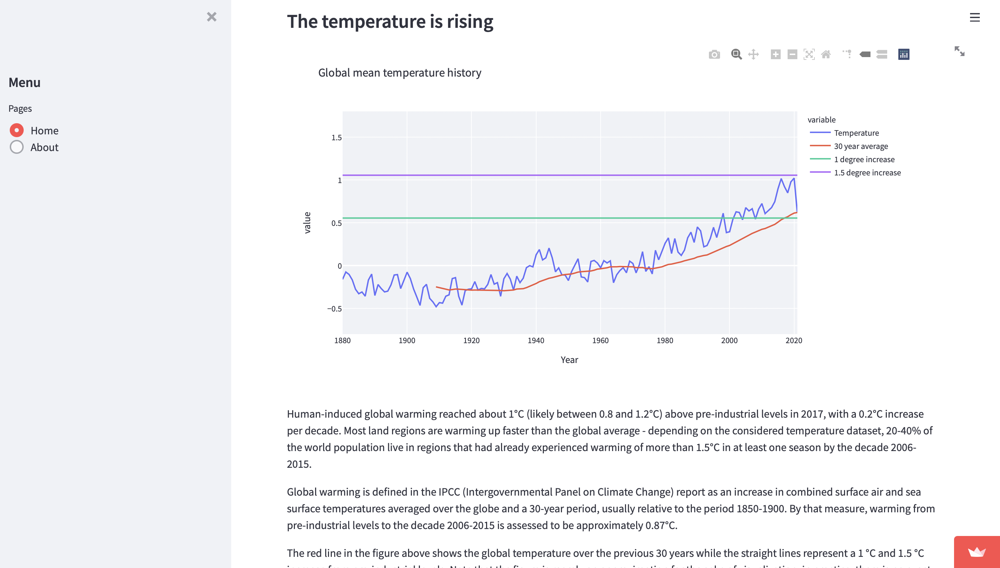 The temperature is rising
Menu
Pages
Home
About
Global mean temperature history
1.5
1
0.5
0
−0.5
value
1880 1900 1920 1940 1960 1980 2000 2020
Year
variable
Temperature
30 year average
1 degree increase
1.5 degree increase
Human-induced global warming reached about 1°C (likely between 0.8 and 1.2°C) above pre-industrial levels in 2017, with a 0.2°C increase
per decade. Most land regions are warming up faster than the global average - depending on the considered temperature dataset, 20-40% of
the world population live in regions that had already experienced warming of more than 1.5°C in at least one season by the decade 2006-
2015.
Global warming is defined in the IPCC (Intergovernmental Panel on Climate Change) report as an increase in combined surface air and sea
surface temperatures averaged over the globe and a 30-year period, usually relative to the period 1850-1900. By that measure, warming from
pre-industrial levels to the decade 2006-2015 is assessed to be approximately 0.87°C.
The red line in the figure above shows the global temperature over the previous 30 years while the straight lines represent a 1 °C and 1.5 °C